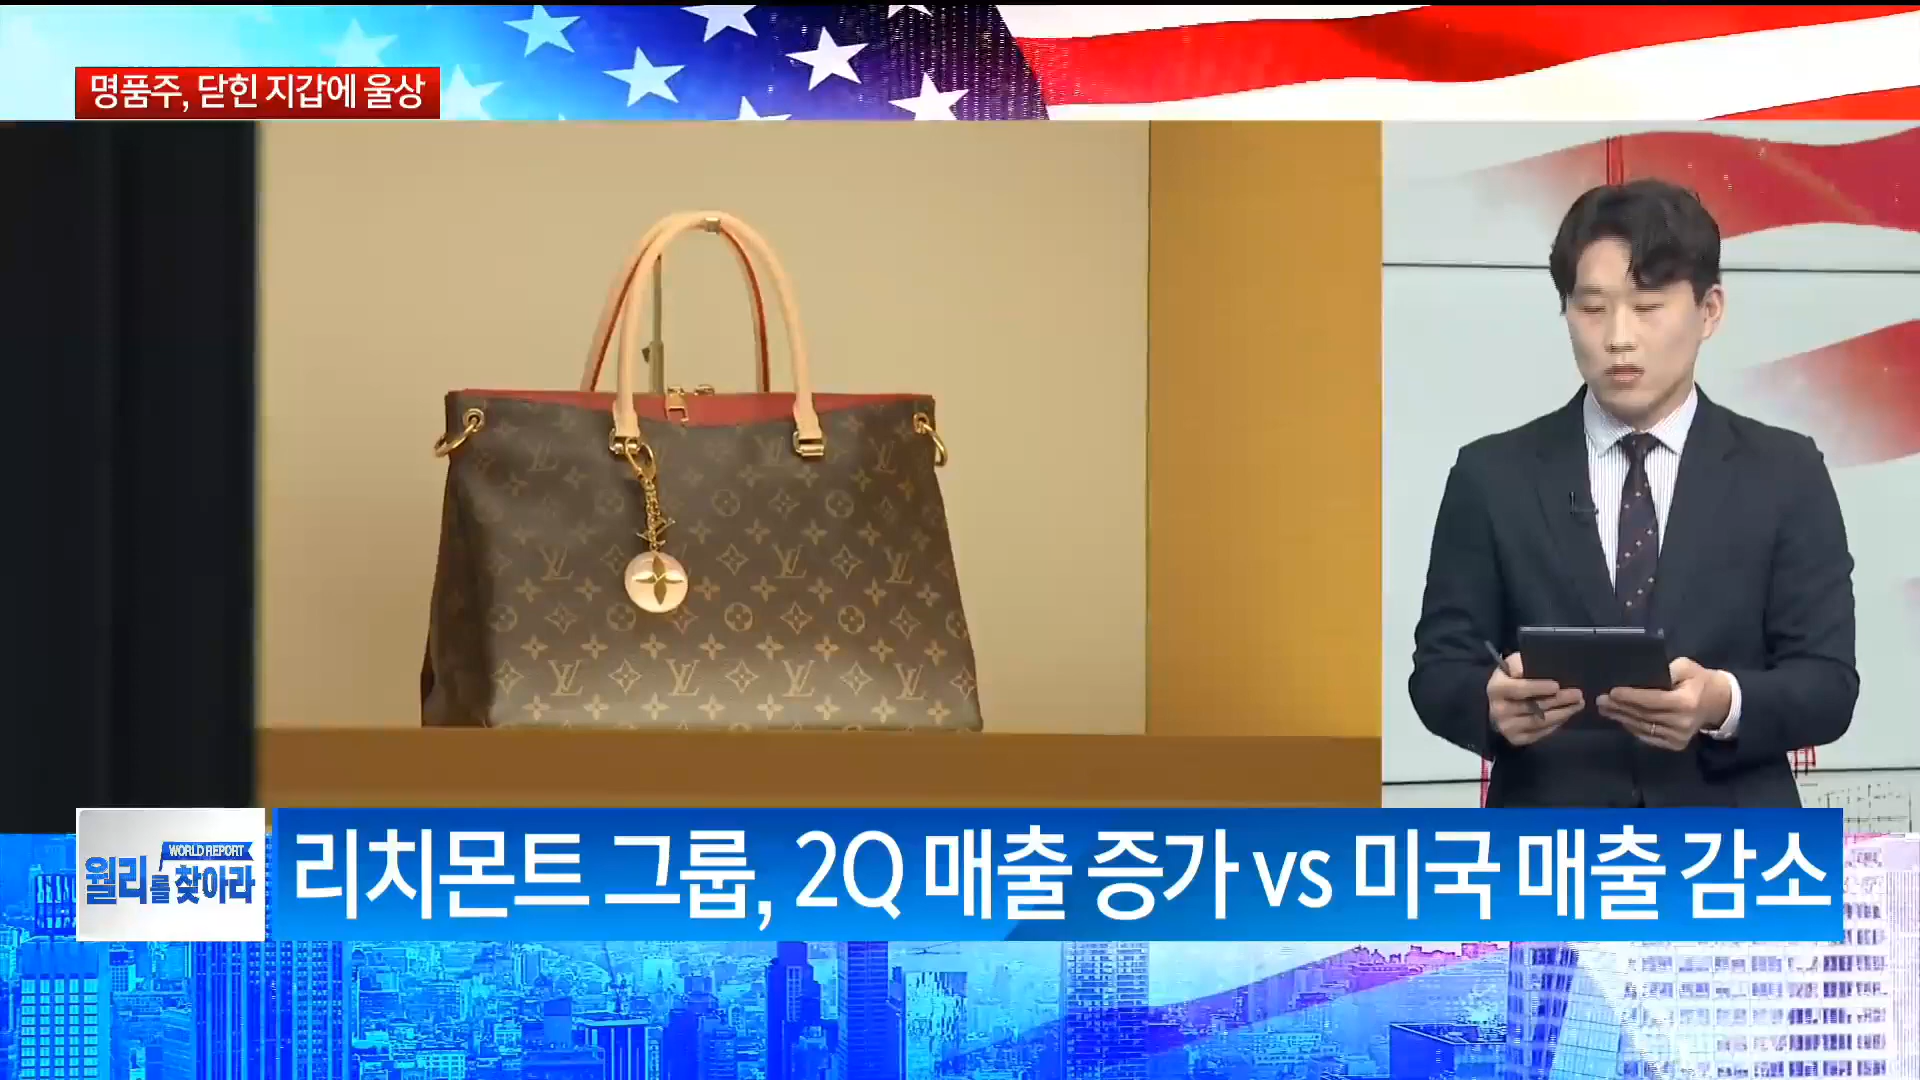 명품주, 닫힌 지갑에 울상
WORLD REPORT
월리를 찾아라
리치몬트 그룹, 2Q 매출 증가 vs 미국 매출 감소